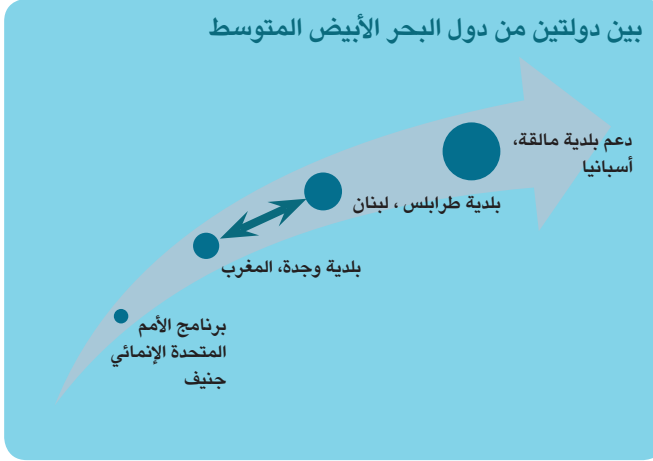 بين دولتين من دول البحر الأبيض المتوسط
دعم بلدية مالقة،
أسبانيا
بلدية طرابلس ، لبنان
بلدية وجدة، المغرب
برنامج الأمم
المتحدة الإنمائي
جنيف